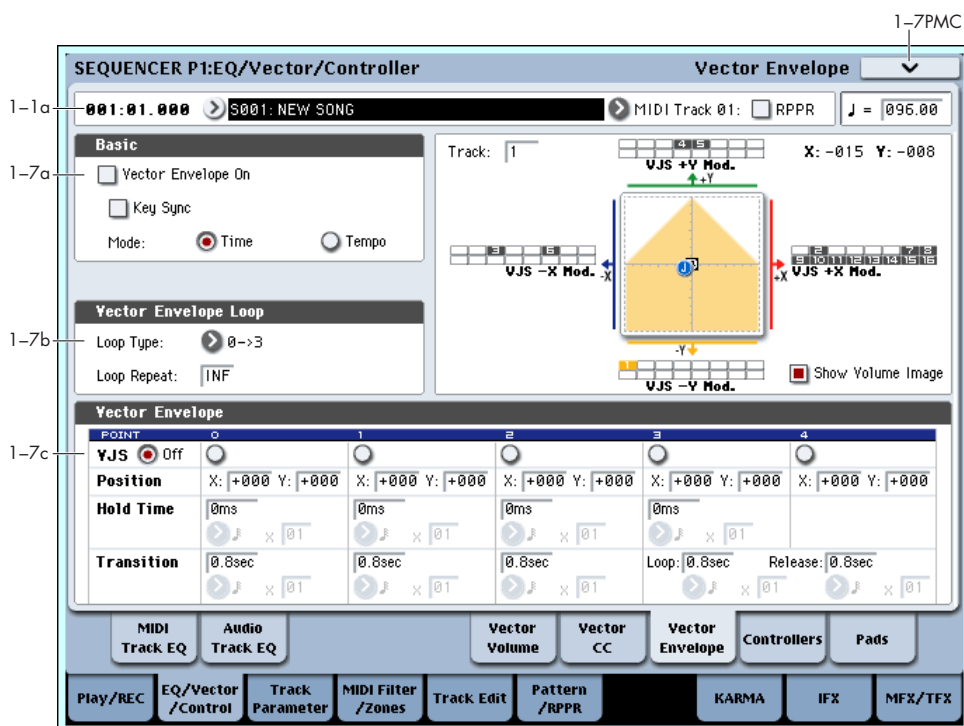 1–7PMC
SEQUENCER P1:EQ/Vector/Controller Vector Envelope
1–1a
001:01.000 S001: NEW SONG MIDI Track 01: RPPR ♩ = 096.00
Basic
1–7a
Vector Envelope On
Key Sync
Mode: Time Tempo
Track: 1
4 5
VJS +Y Mod.
X: -015 Y: -008
+Y
3 6
VJS -X Mod.
-X
J
2 7 8
9 10 11 12 13 14 15 16
+X VJS +X Mod.
-Y
1
VJS -Y Mod.
Show Volume Image
Vector Envelope Loop
1–7b
Loop Type: 0->3
Loop Repeat: INF
Vector Envelope
POINT 0 1 2 3 4
1–7c
VJS Off
Position X: +000 Y: +000 X: +000 Y: +000 X: +000 Y: +000 X: +000 Y: +000 X: +000 Y: +000
Hold Time 0ms 0ms 0ms 0ms
x 01 x 01 x 01 x 01
Transition 0.8sec 0.8sec 0.8sec Loop: 0.8sec Release: 0.8sec
x 01 x 01 x 01 x 01 x 01
MIDI Track EQ Audio Track EQ Vector Volume Vector CC Vector Envelope Controllers Pads
Play/REC EQ/Vector /Control Track Parameter MIDI Filter /Zones Track Edit Pattern /RPPR KARMA IFX MFX/TFX